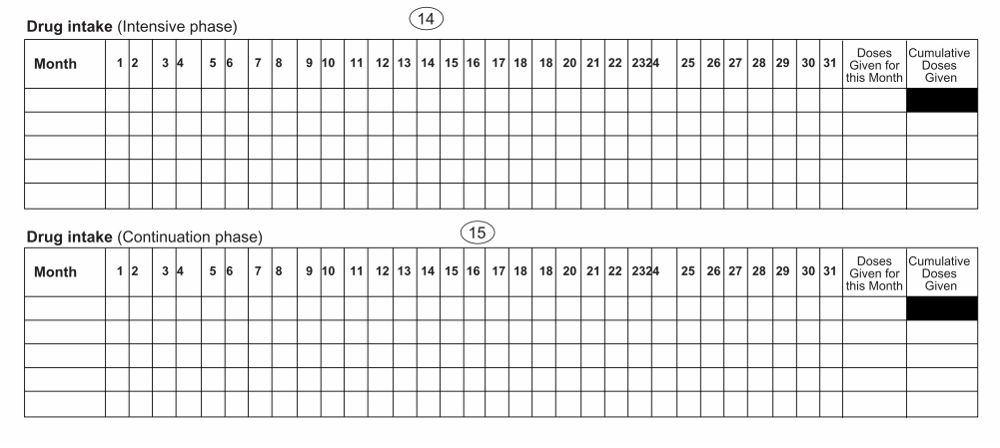 Drug intake (Intensive phase) 14
Month 1 2 3 4 5 6 7 8 9 10 11 12 13 14 15 16 17 18 18 20 21 22 2324 25 26 27 28 29 30 31 Doses Given for this Month Cumulative Doses Given
Drug intake (Continuation phase) 15
Month 1 2 3 4 5 6 7 8 9 10 11 12 13 14 15 16 17 18 18 20 21 22 2324 25 26 27 28 29 30 31 Doses Given for this Month Cumulative Doses Given